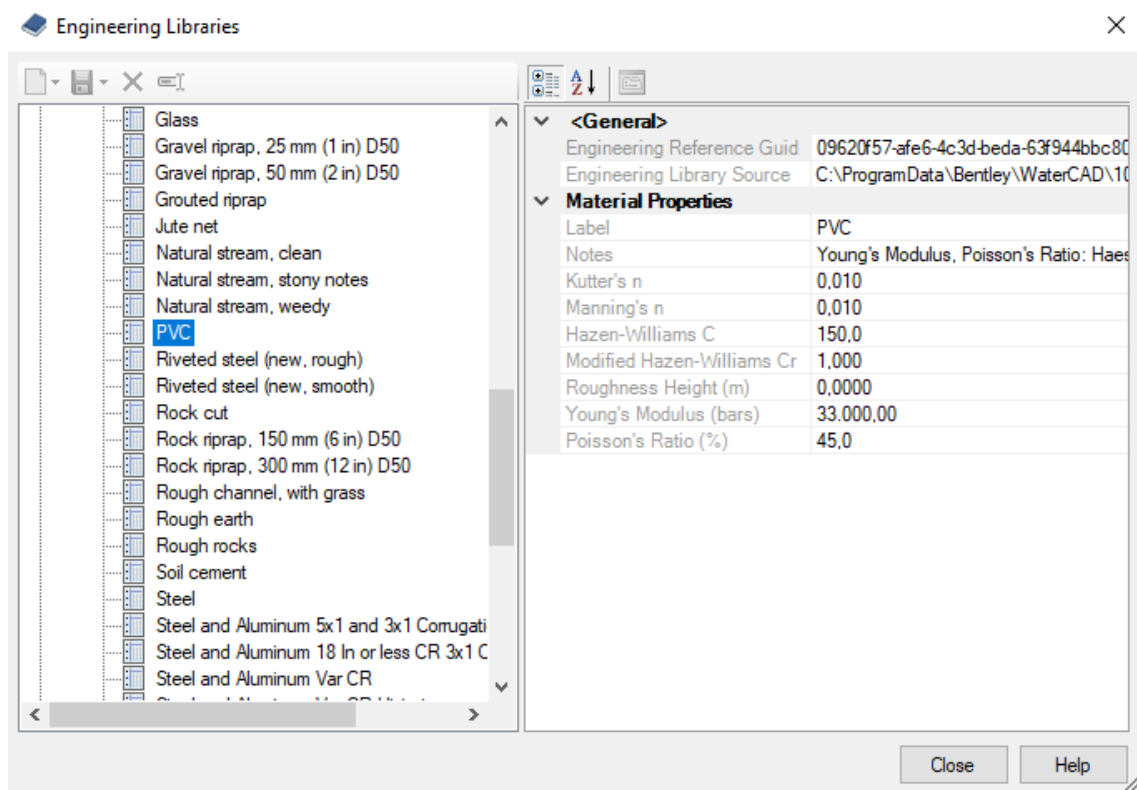 Engineering Libraries
Glass
Gravel riprap, 25 mm (1 in) D50
Gravel riprap, 50 mm (2 in) D50
Grouted riprap
Jute net
Natural stream, clean
Natural stream, stony notes
Natural stream, weedy
PVC
Riveted steel (new, rough)
Riveted steel (new, smooth)
Rock cut
Rock riprap, 150 mm (6 in) D50
Rock riprap, 300 mm (12 in) D50
Rough channel, with grass
Rough earth
Rough rocks
Soil cement
Steel
Steel and Aluminum 5x1 and 3x1 Corrugati
Steel and Aluminum 18 In or less CR 3x1 C
Steel and Aluminum Var CR
<General>
Engineering Reference Guid 09620f57-afe6-4c3d-beda-63f944bbc80
Engineering Library Source C:\ProgramData\Bentley\WaterCAD\10
Material Properties
Label PVC
Notes Young's Modulus, Poisson's Ratio: Haes
Kutter's n 0,010
Manning's n 0,010
Hazen-Williams C 150,0
Modified Hazen-Williams Cr 1,000
Roughness Height (m) 0,0000
Young's Modulus (bars) 33.000,00
Poisson's Ratio (%) 45,0
Close Help